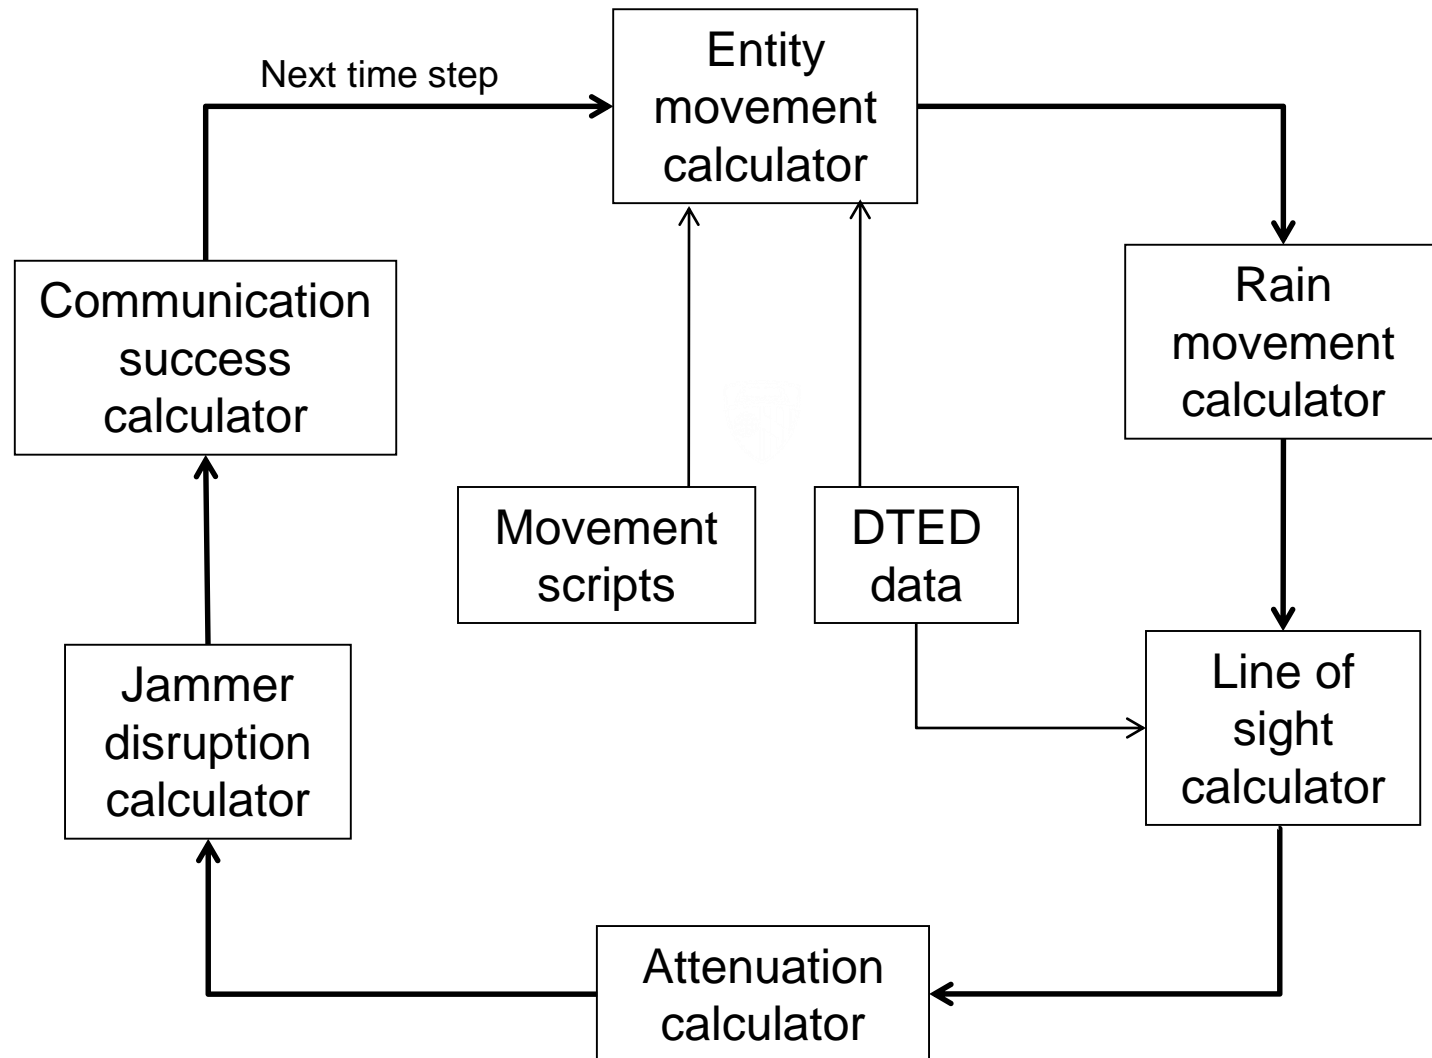 Next time step
Entity
movement
calculator
Communication
success
calculator
Rain
movement
calculator
Movement
scripts
DTED
data
Jammer
disruption
calculator
Line of
sight
calculator
Attenuation
calculator